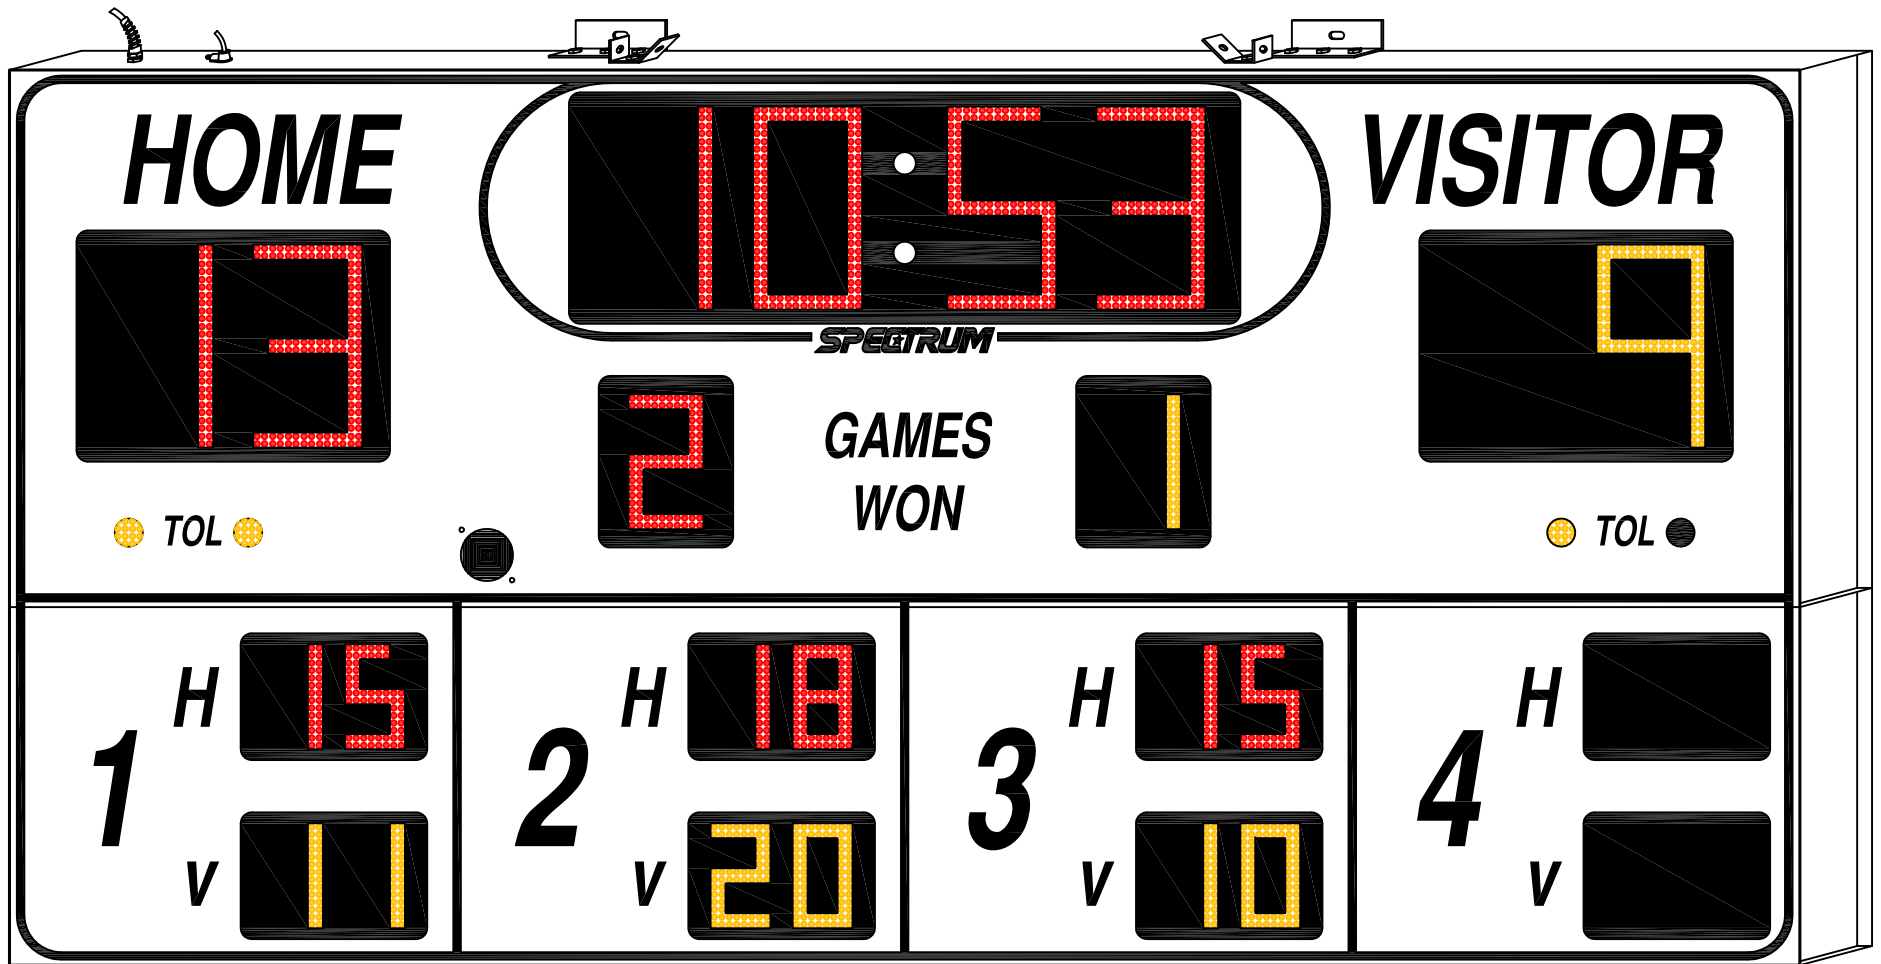 HOME 10:53 VISITOR
13 9
SPECTRUM
2 GAMES WON 1
TOL TOL
1 H 15 V 11
2 H 18 V 20
3 H 15 V 10
4 H V